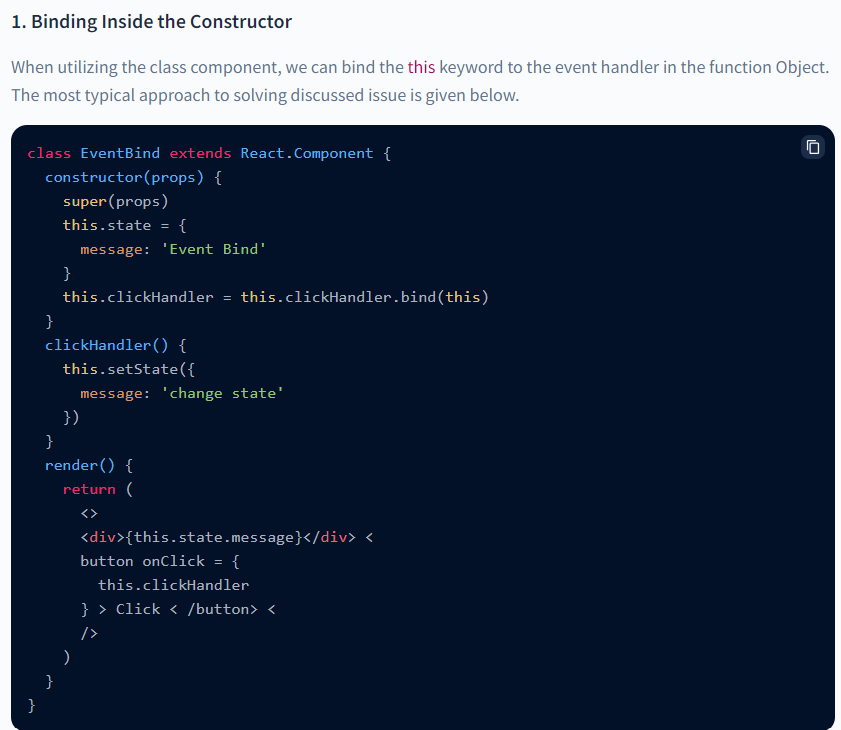 1. Binding Inside the Constructor
When utilizing the class component, we can bind the this keyword to the event handler in the function Object.
The most typical approach to solving discussed issue is given below.
class EventBind extends React.Component {
  constructor(props) {
    super(props)
    this.state = {
      message: 'Event Bind'
    }
    this.clickHandler = this.clickHandler.bind(this)
  }
  clickHandler() {
    this.setState({
      message: 'change state'
    })
  }
  render() {
    return (
      <>
      <div>{this.state.message}</div> <
      button onClick = {
        this.clickHandler
      } > Click < /button> <
      />
    )
  }
}